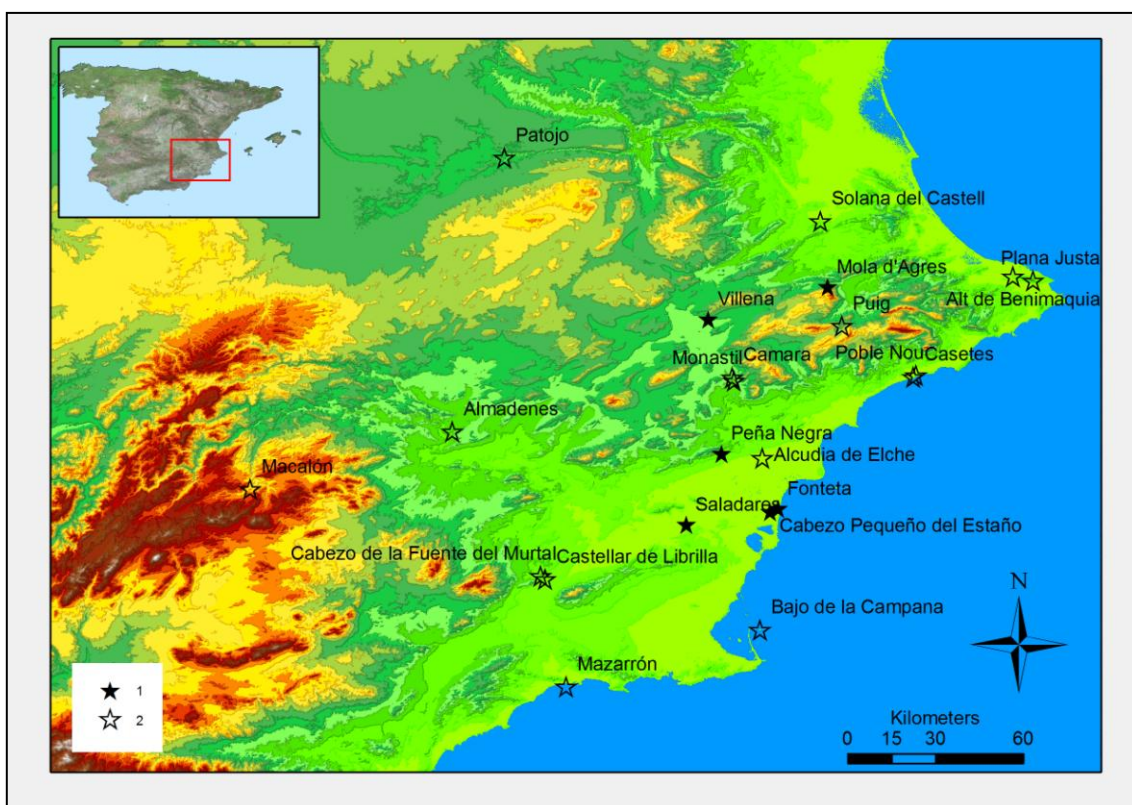 Patojo
Solana del Castell
Plana Justa
Mola d'Agres
Alt de Benimaquia
Villena
Puig
Monastil
Camara
Poble Nou
Casetes
Almadenes
Peña Negra
Macalón
Alcudia de Elche
Saladares
Fonteta
Cabezo Pequeño del Estaño
Cabezo de la Fuente del Murtal
Castellar de Librilla
N
Bajo de la Campana
Mazarrón
1
2
Kilometers
0 15 30 60